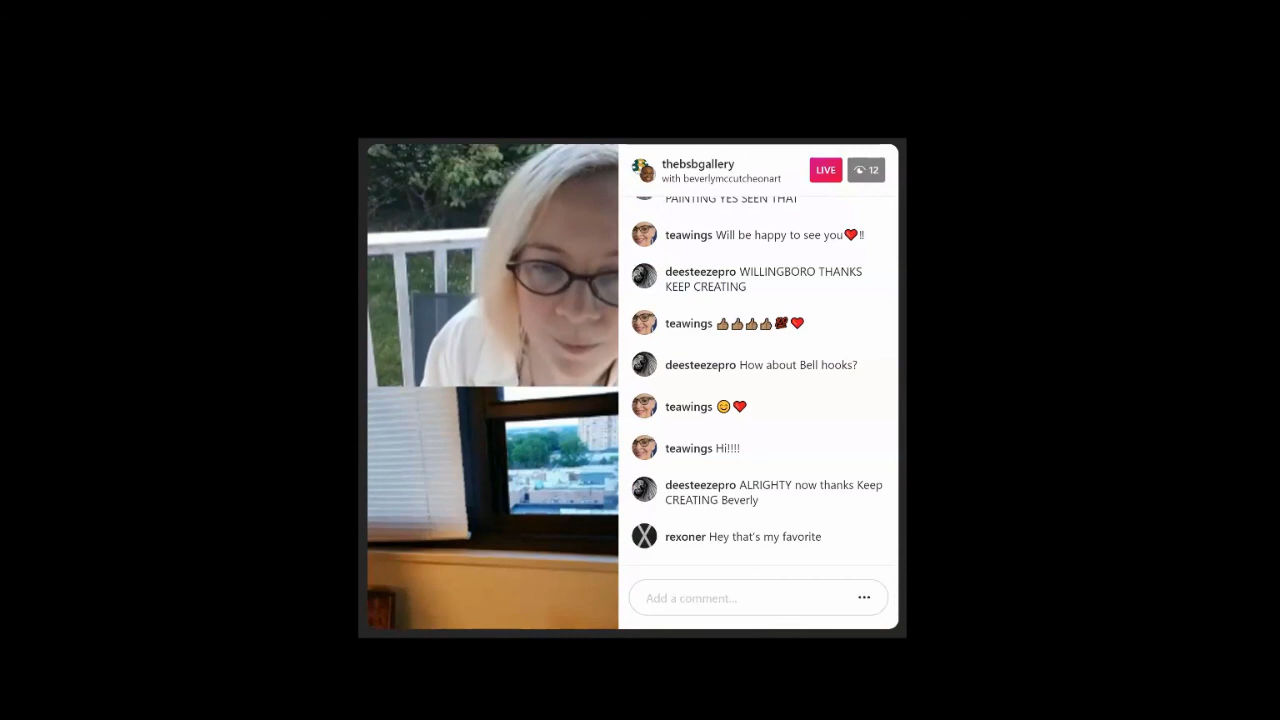 thebsbgallery
with beverlymccutcheonart
LIVE
12
PAINTING YES SEEN THAT
teawings Will be happy to see you❤️!!
deesteezepro WILLINGBORO THANKS
KEEP CREATING
teawings 👍🏽👍🏽👍🏽👍🏽💯❤️
deesteezepro How about Bell hooks?
teawings 😊❤️
teawings Hi!!!!
deesteezepro ALRIGHTY now thanks Keep
CREATING Beverly
rexoner Hey that's my favorite
Add a comment...